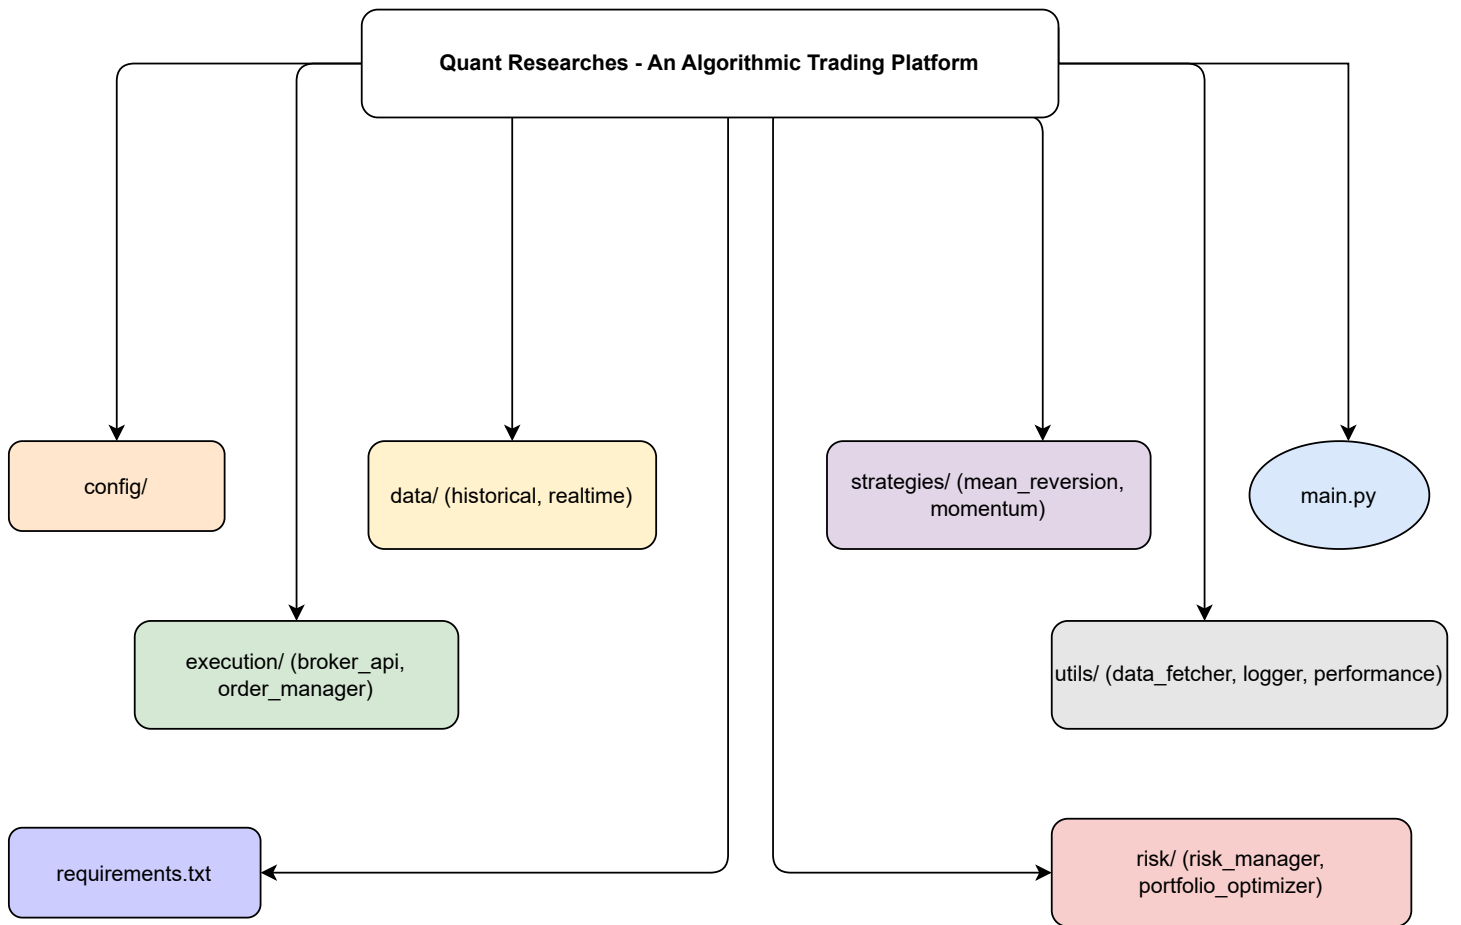 Quant Researches - An Algorithmic Trading Platform
config/
data/ (historical, realtime)
strategies/ (mean_reversion,
momentum)
main.py
execution/ (broker_api,
order_manager)
utils/ (data_fetcher, logger, performance)
requirements.txt
risk/ (risk_manager,
portfolio_optimizer)